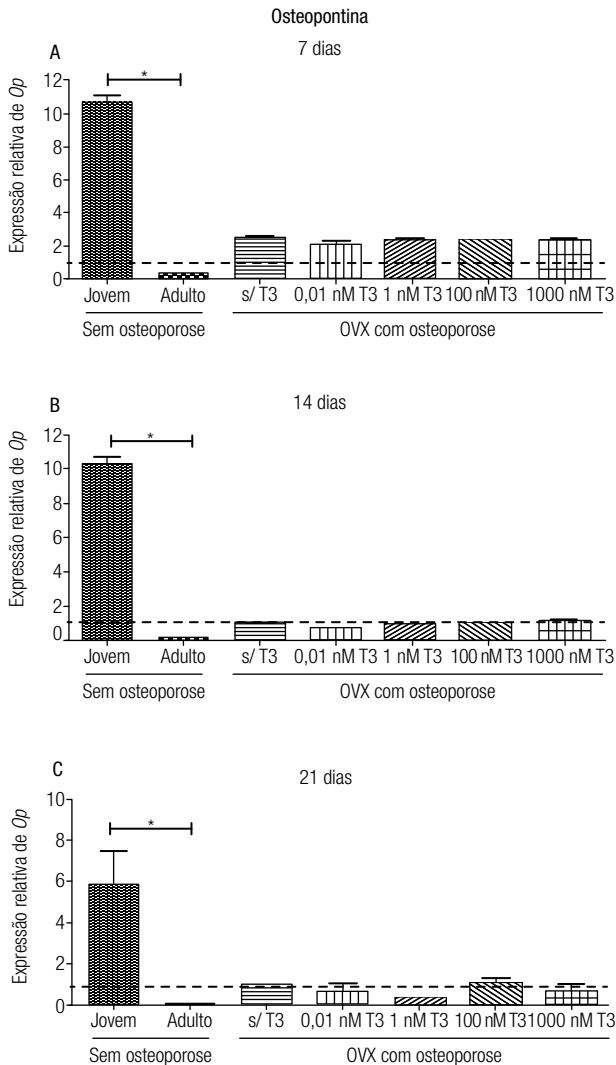 Osteopontina
A
7 dias
Expressão relativa de Op
12
10
8
6
4
2
0
*
Jovem Adulto s/ T3 0,01 nM T3 1 nM T3 100 nM T3 1000 nM T3
Sem osteoporose OVX com osteoporose
B
14 dias
Expressão relativa de Op
12
10
8
6
4
2
0
*
Jovem Adulto s/ T3 0,01 nM T3 1 nM T3 100 nM T3 1000 nM T3
Sem osteoporose OVX com osteoporose
C
21 dias
Expressão relativa de Op
10
8
6
4
2
0
*
Jovem Adulto s/ T3 0,01 nM T3 1 nM T3 100 nM T3 1000 nM T3
Sem osteoporose OVX com osteoporose